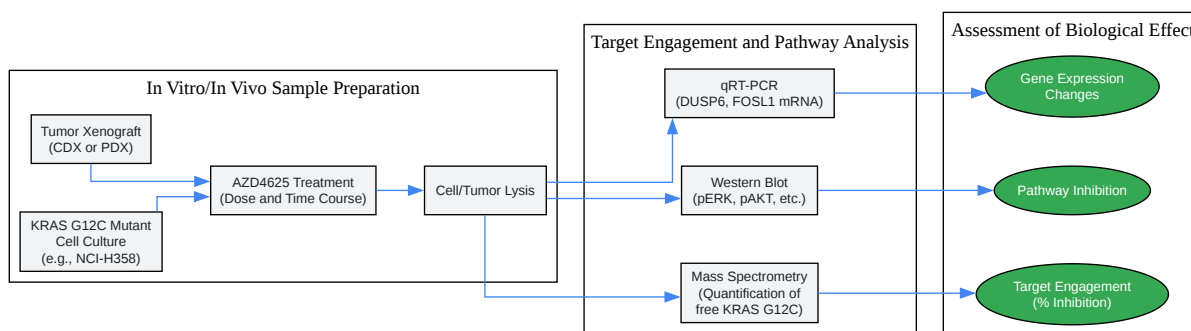 In Vitro/In Vivo Sample Preparation
Tumor Xenograft
(CDX or PDX)
KRAS G12C Mutant
Cell Culture
(e.g., NCI-H358)
AZD4625 Treatment
(Dose and Time Course)
Cell/Tumor Lysis
Target Engagement and Pathway Analysis
qRT-PCR
(DUSP6, FOSL1 mRNA)
Western Blot
(pERK, pAKT, etc.)
Mass Spectrometry
(Quantification of
free KRAS G12C)
Assessment of Biological Effect
Gene Expression
Changes
Pathway Inhibition
Target Engagement
(% Inhibition)